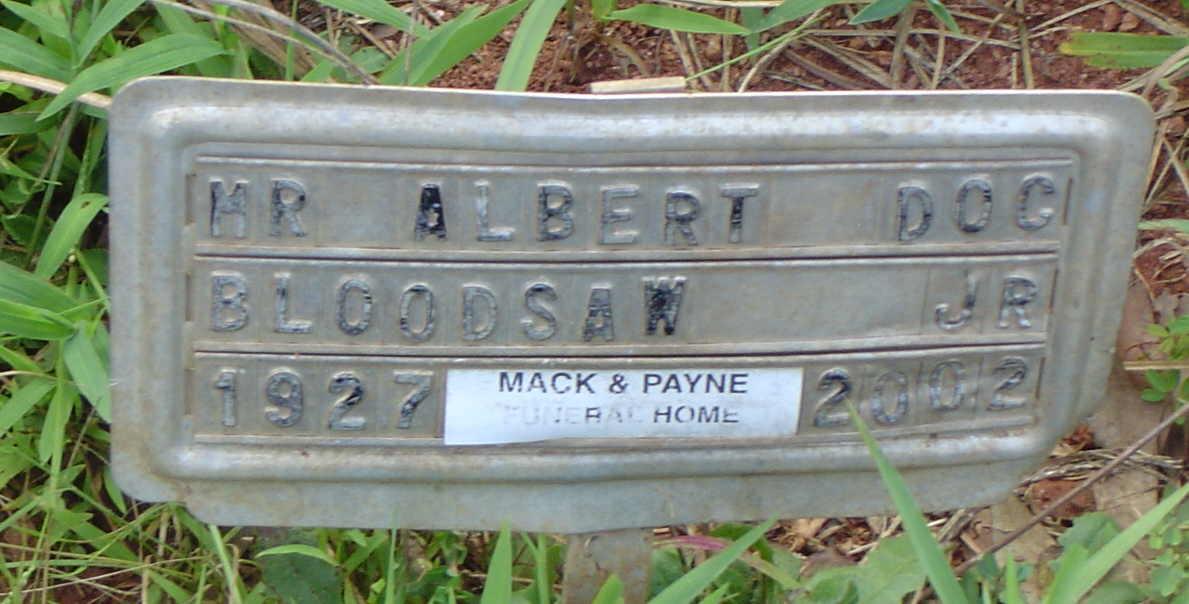 MR ALBERT DOC
BLOODSAW JR
1927 MACK & PAYNE FUNERAL HOME 2002